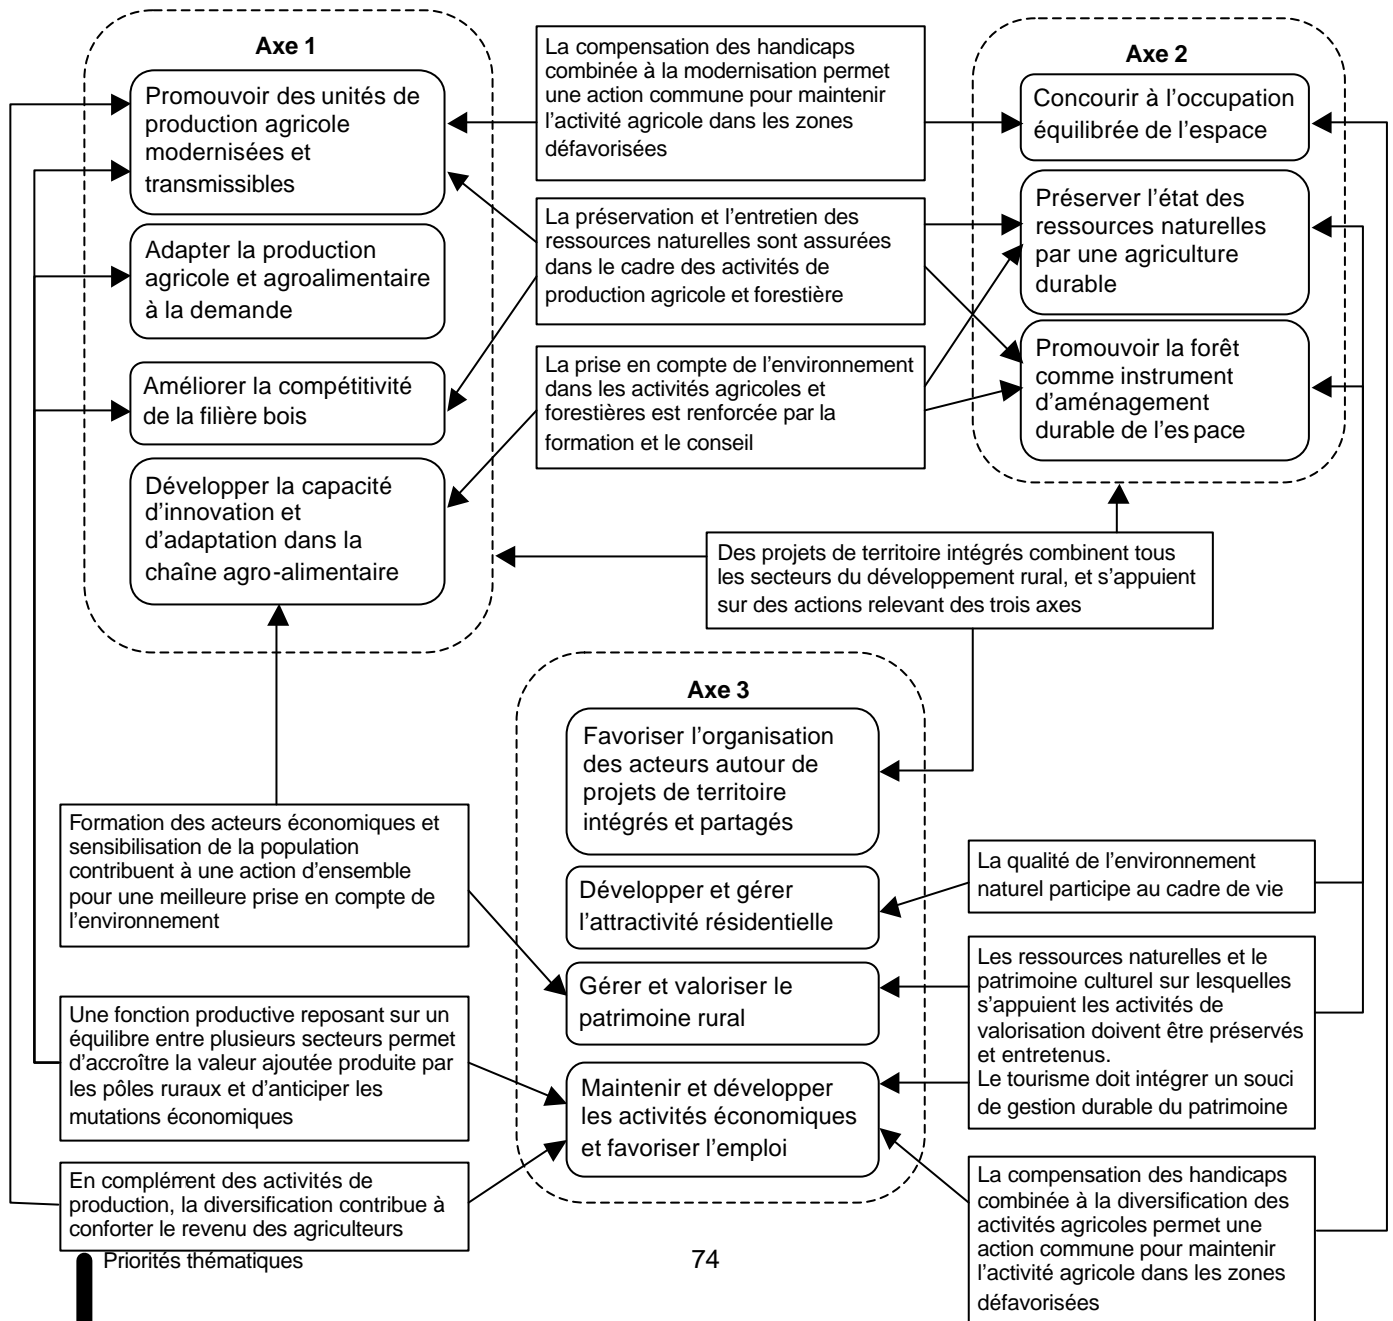 Axe 1
Promouvoir des unités de
production agricole
modernisées et
transmissibles
Adapter la production
agricole et agroalimentaire
à la demande
Améliorer la compétitivité
de la filière bois
Développer la capacité
d’innovation et
d’adaptation dans la
chaîne agro-alimentaire
La compensation des handicaps
combinée à la modernisation permet
une action commune pour maintenir
l’activité agricole dans les zones
défavorisées
La préservation et l’entretien des
ressources naturelles sont assurées
dans le cadre des activités de
production agricole et forestière
La prise en compte de l’environnement
dans les activités agricoles et
forestières est renforcée par la
formation et le conseil
Axe 2
Concourir à l’occupation
équilibrée de l’espace
Préserver l’état des
ressources naturelles
par une agriculture
durable
Promouvoir la forêt
comme instrument
d’aménagement
durable de l’es pace
Des projets de territoire intégrés combinent tous
les secteurs du développement rural, et s’appuient
sur des actions relevant des trois axes
Axe 3
Favoriser l’organisation
des acteurs autour de
projets de territoire
intégrés et partagés
Développer et gérer
l’attractivité résidentielle
Gérer et valoriser le
patrimoine rural
Maintenir et développer
les activités économiques
et favoriser l’emploi
Formation des acteurs économiques et
sensibilisation de la population
contribuent à une action d’ensemble
pour une meilleure prise en compte de
l’environnement
Une fonction productive reposant sur un
équilibre entre plusieurs secteurs permet
d’accroître la valeur ajoutée produite par
les pôles ruraux et d’anticiper les
mutations économiques
En complément des activités de
production, la diversification contribue à
conforter le revenu des agriculteurs
La qualité de l’environnement
naturel participe au cadre de vie
Les ressources naturelles et le
patrimoine culturel sur lesquelles
s’appuient les activités de
valorisation doivent être préservés
et entretenus.
Le tourisme doit intégrer un souci
de gestion durable du patrimoine
La compensation des handicaps
combinée à la diversification des
activités agricoles permet une
action commune pour maintenir
l’activité agricole dans les zones
défavorisées
Priorités thématiques
74